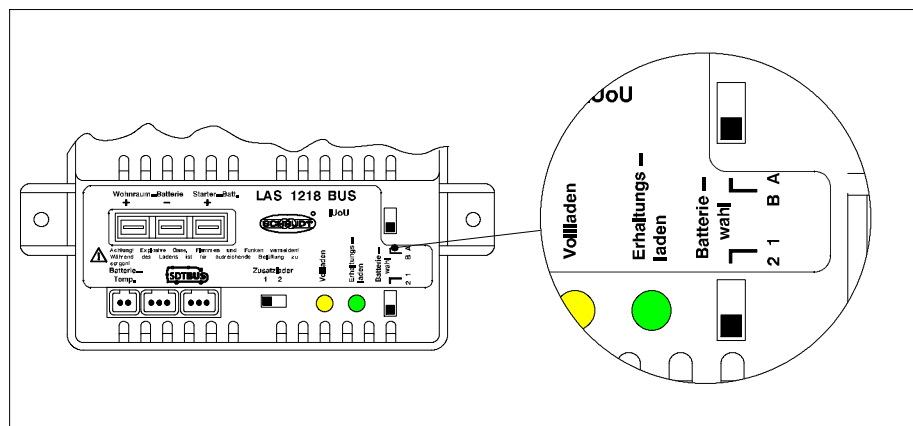 Wohnraum-Batterie Starter-Batt.
+ - +
LAS 1218 BUS
SCHAUDT
IUoU
Achtung! Explosive Gase, Flammen und Funken vermeiden!
Während des Ladens ist für ausreichende Belüftung zu
sorgen!
Batterie-
Temp.
SDTBUS
Zusatzlader
1 2
Vollladen
Erhaltungs-
laden
Batterie-
wahl
2 1
B A
IUoU
Vollladen
Erhaltungs-
laden
Batterie-
wahl
2 1
B A